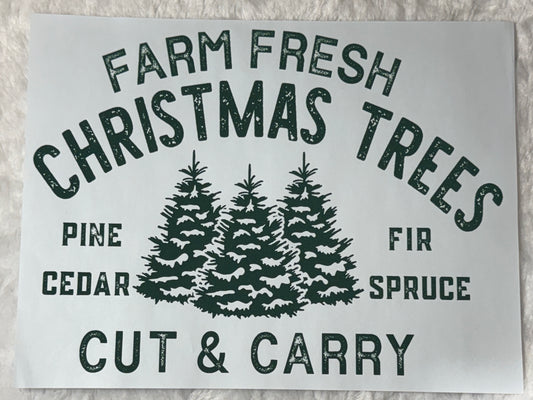 FARM FRESH
CHRISTMAS TREES
PINE
CEDAR
FIR
SPRUCE
CUT & CARRY